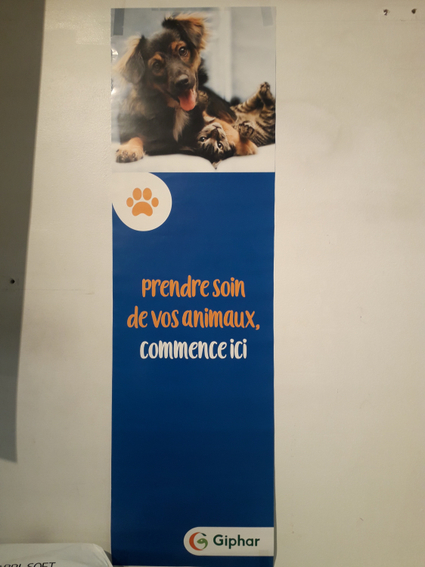 prendre soin
de vos animaux,
commence ici
Giphar